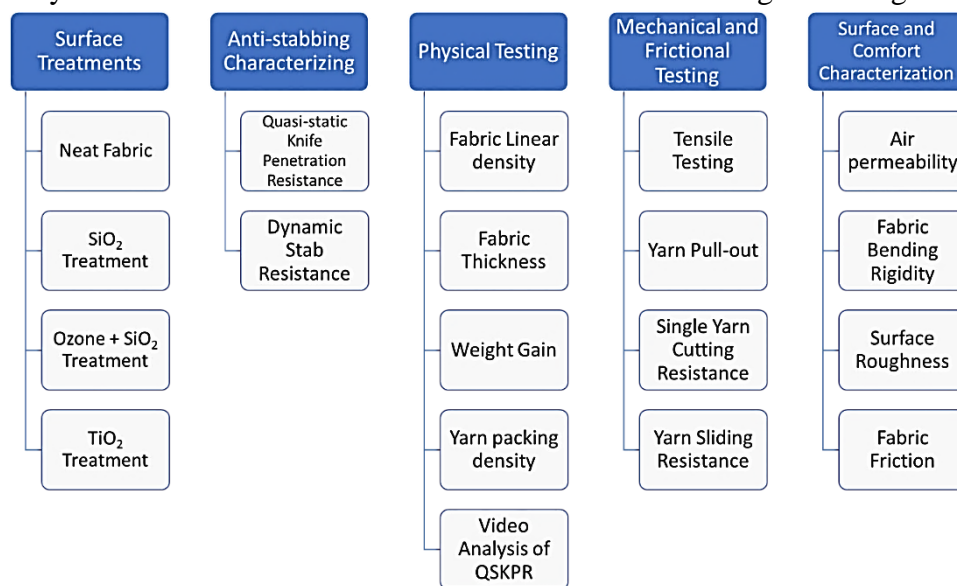 Surface
Treatments
Neat Fabric
SiO₂
Treatment
Ozone + SiO₂
Treatment
TiO₂
Treatment
Anti-stabbing
Characterizing
Quasi-static
Knife
Penetration
Resistance
Dynamic
Stab
Resistance
Physical Testing
Fabric Linear
density
Fabric
Thickness
Weight Gain
Yarn packing
density
Video
Analysis of
QSKPR
Mechanical and
Frictional
Testing
Tensile
Testing
Yarn Pull-out
Single Yarn
Cutting
Resistance
Yarn Sliding
Resistance
Surface and
Comfort
Characterization
Air
permeability
Fabric
Bending
Rigidity
Surface
Roughness
Fabric
Friction